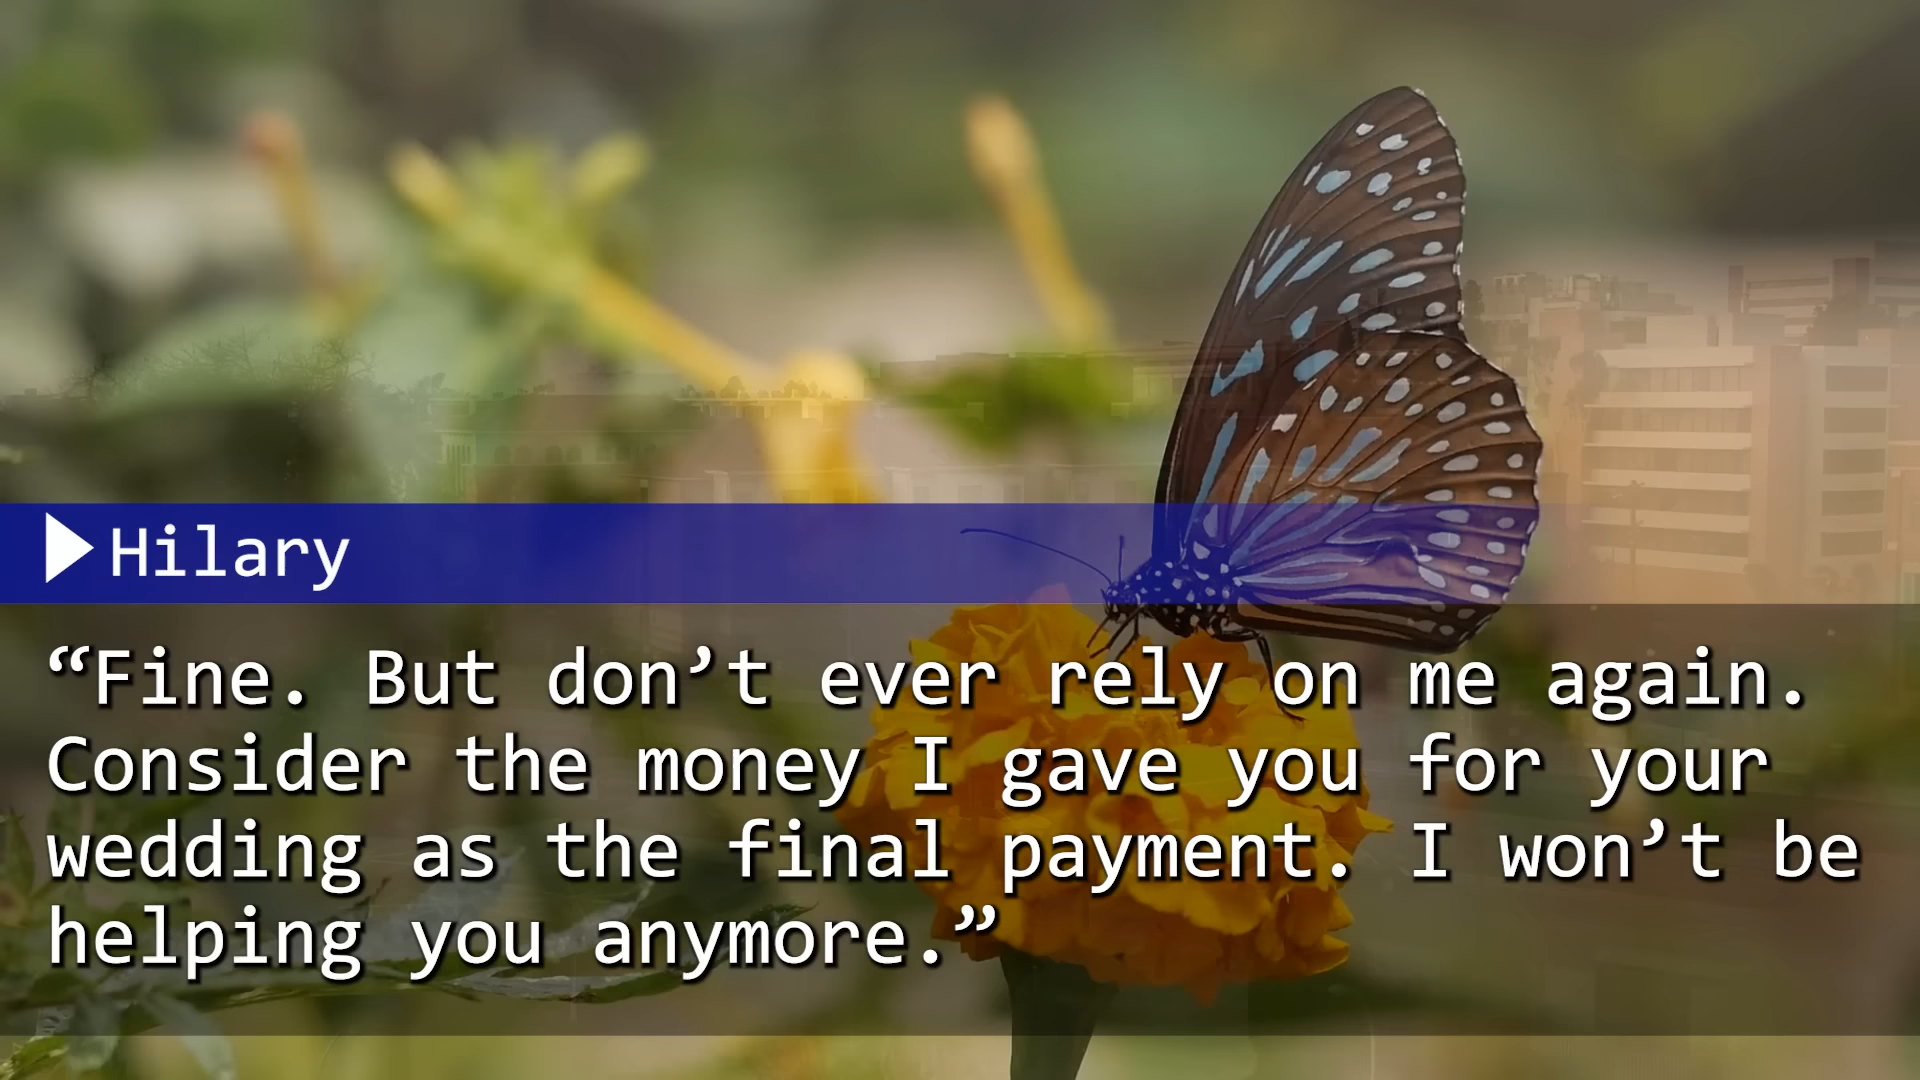 Hilary
“Fine. But don’t ever rely on me again.
Consider the money I gave you for your
wedding as the final payment. I won’t be
helping you anymore.”